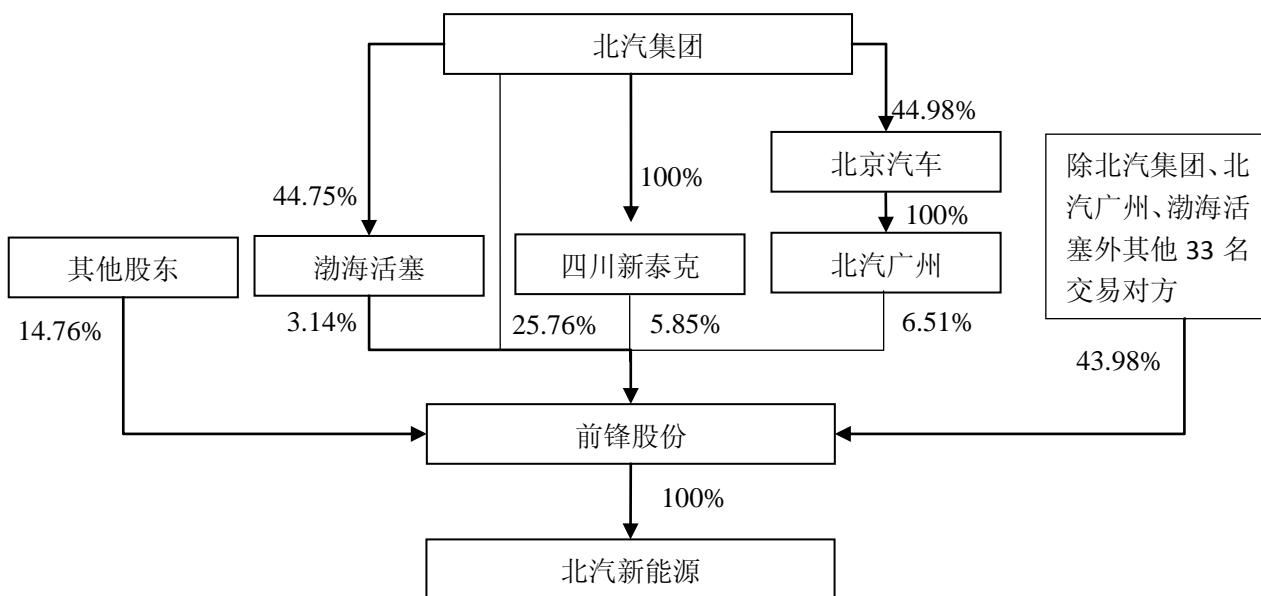 北汽集团
44.98%
北京汽车
除北汽集团、北
汽广州、渤海活
塞外其他 33 名
交易对方
100%
44.75%
100%
其他股东
渤海活塞
四川新泰克
北汽广州
14.76%
3.14%
25.76%
5.85%
6.51%
43.98%
前锋股份
100%
北汽新能源